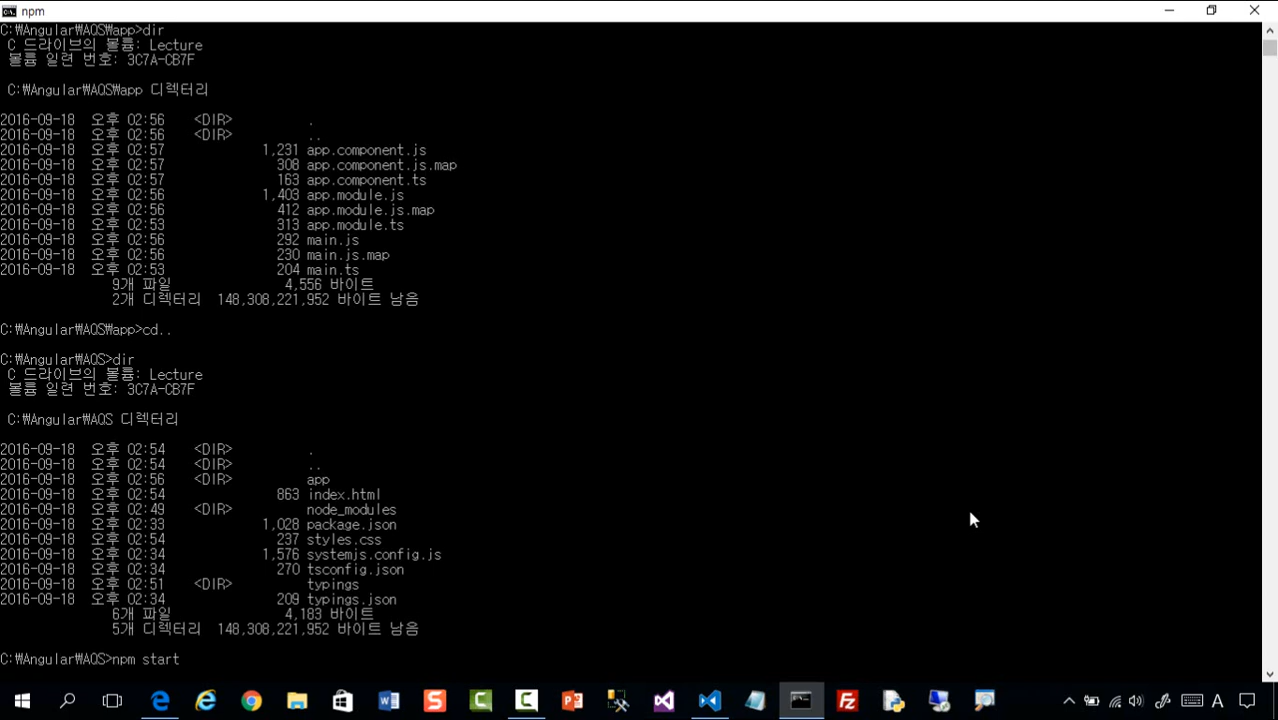 npm
C:₩Angular₩AQS₩app>dir
C 드라이브의 볼륨: Lecture
볼륨 일련 번호: 3C7A-CB7F
C:₩Angular₩AQS₩app 디렉터리
2016-09-18 오후 02:56 <DIR> .
2016-09-18 오후 02:56 <DIR> ..
2016-09-18 오후 02:57 1,231 app.component.js
2016-09-18 오후 02:57 308 app.component.js.map
2016-09-18 오후 02:57 163 app.component.ts
2016-09-18 오후 02:56 1,403 app.module.js
2016-09-18 오후 02:56 412 app.module.js.map
2016-09-18 오후 02:53 313 app.module.ts
2016-09-18 오후 02:56 292 main.js
2016-09-18 오후 02:56 230 main.js.map
2016-09-18 오후 02:53 204 main.ts
9개 파일 4,556 바이트
2개 디렉터리 148,308,221,952 바이트 남음
C:₩Angular₩AQS₩app>cd..
C:₩Angular₩AQS>dir
C 드라이브의 볼륨: Lecture
볼륨 일련 번호: 3C7A-CB7F
C:₩Angular₩AQS 디렉터리
2016-09-18 오후 02:54 <DIR> .
2016-09-18 오후 02:54 <DIR> ..
2016-09-18 오후 02:56 <DIR> app
2016-09-18 오후 02:54 863 index.html
2016-09-18 오후 02:49 <DIR> node_modules
2016-09-18 오후 02:33 1,028 package.json
2016-09-18 오후 02:54 237 styles.css
2016-09-18 오후 02:34 1,576 systemjs.config.js
2016-09-18 오후 02:34 270 tsconfig.json
2016-09-18 오후 02:51 <DIR> typings
2016-09-18 오후 02:34 209 typings.json
6개 파일 4,183 바이트
5개 디렉터리 148,308,221,952 바이트 남음
C:₩Angular₩AQS>npm start
A